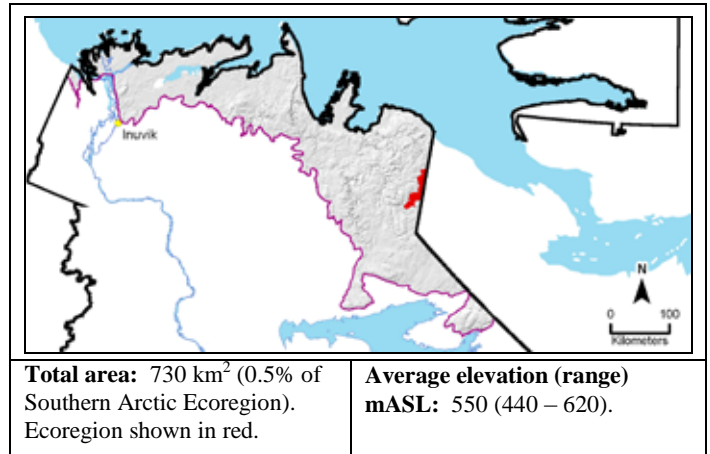 Inuvik
N
0 100
Kilometers
Total area: 730 km² (0.5% of
Southern Arctic Ecoregion).
Ecoregion shown in red.
Average elevation (range)
mASL: 550 (440 – 620).